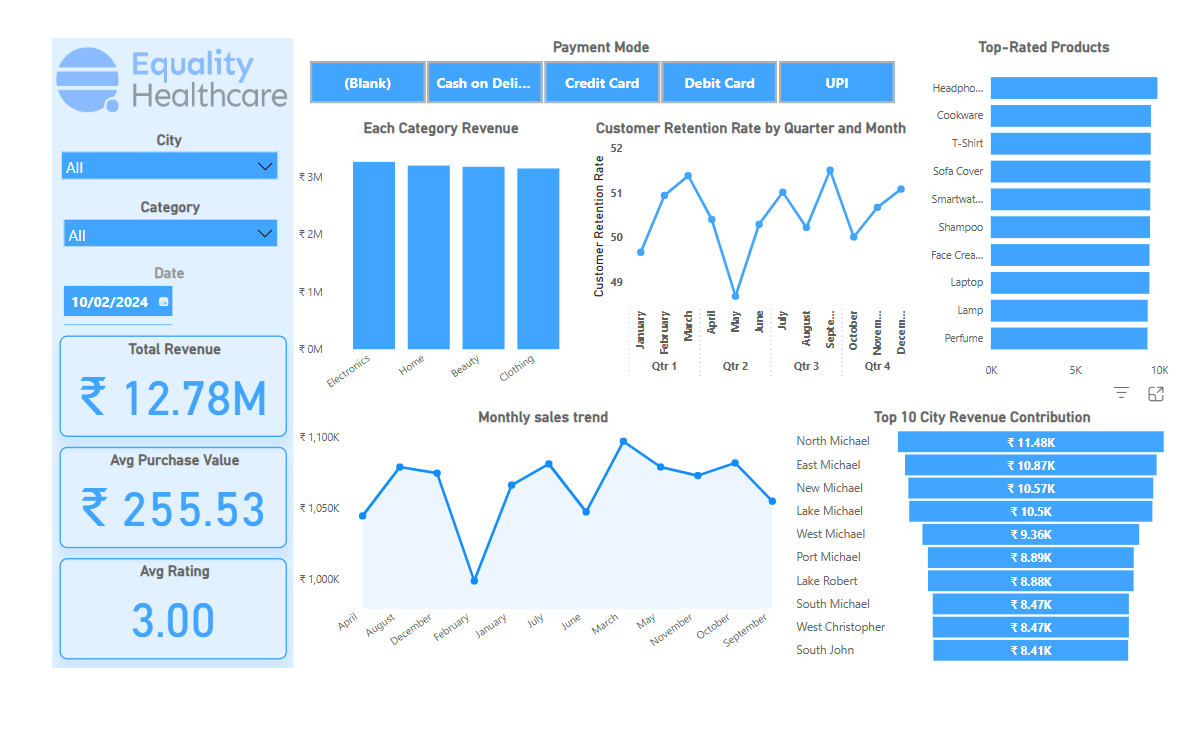 Equality
Healthcare
City
All
Category
All
Date
10/02/2024
Total Revenue
₹ 12.78M
Avg Purchase Value
₹ 255.53
Avg Rating
3.00
Payment Mode
(Blank)
Cash on Deli...
Credit Card
Debit Card
UPI
Each Category Revenue
₹ 3M
₹ 2M
₹ 1M
₹ 0M
Electronics
Home
Beauty
Clothing
Customer Retention Rate by Quarter and Month
Customer Retention Rate
52
51
50
49
January
February
March
April
May
June
July
August
Septe...
October
Novem...
Decem...
Qtr 1
Qtr 2
Qtr 3
Qtr 4
Top-Rated Products
Headpho...
Cookware
T-Shirt
Sofa Cover
Smartwat...
Shampoo
Face Crea...
Laptop
Lamp
Perfume
0K
5K
10K
Monthly sales trend
₹ 1,100K
₹ 1,050K
₹ 1,000K
April
August
December
February
January
July
June
March
May
November
October
September
Top 10 City Revenue Contribution
North Michael ₹ 11.48K
East Michael ₹ 10.87K
New Michael ₹ 10.57K
Lake Michael ₹ 10.5K
West Michael ₹ 9.36K
Port Michael ₹ 8.89K
Lake Robert ₹ 8.88K
South Michael ₹ 8.47K
West Christopher ₹ 8.47K
South John ₹ 8.41K